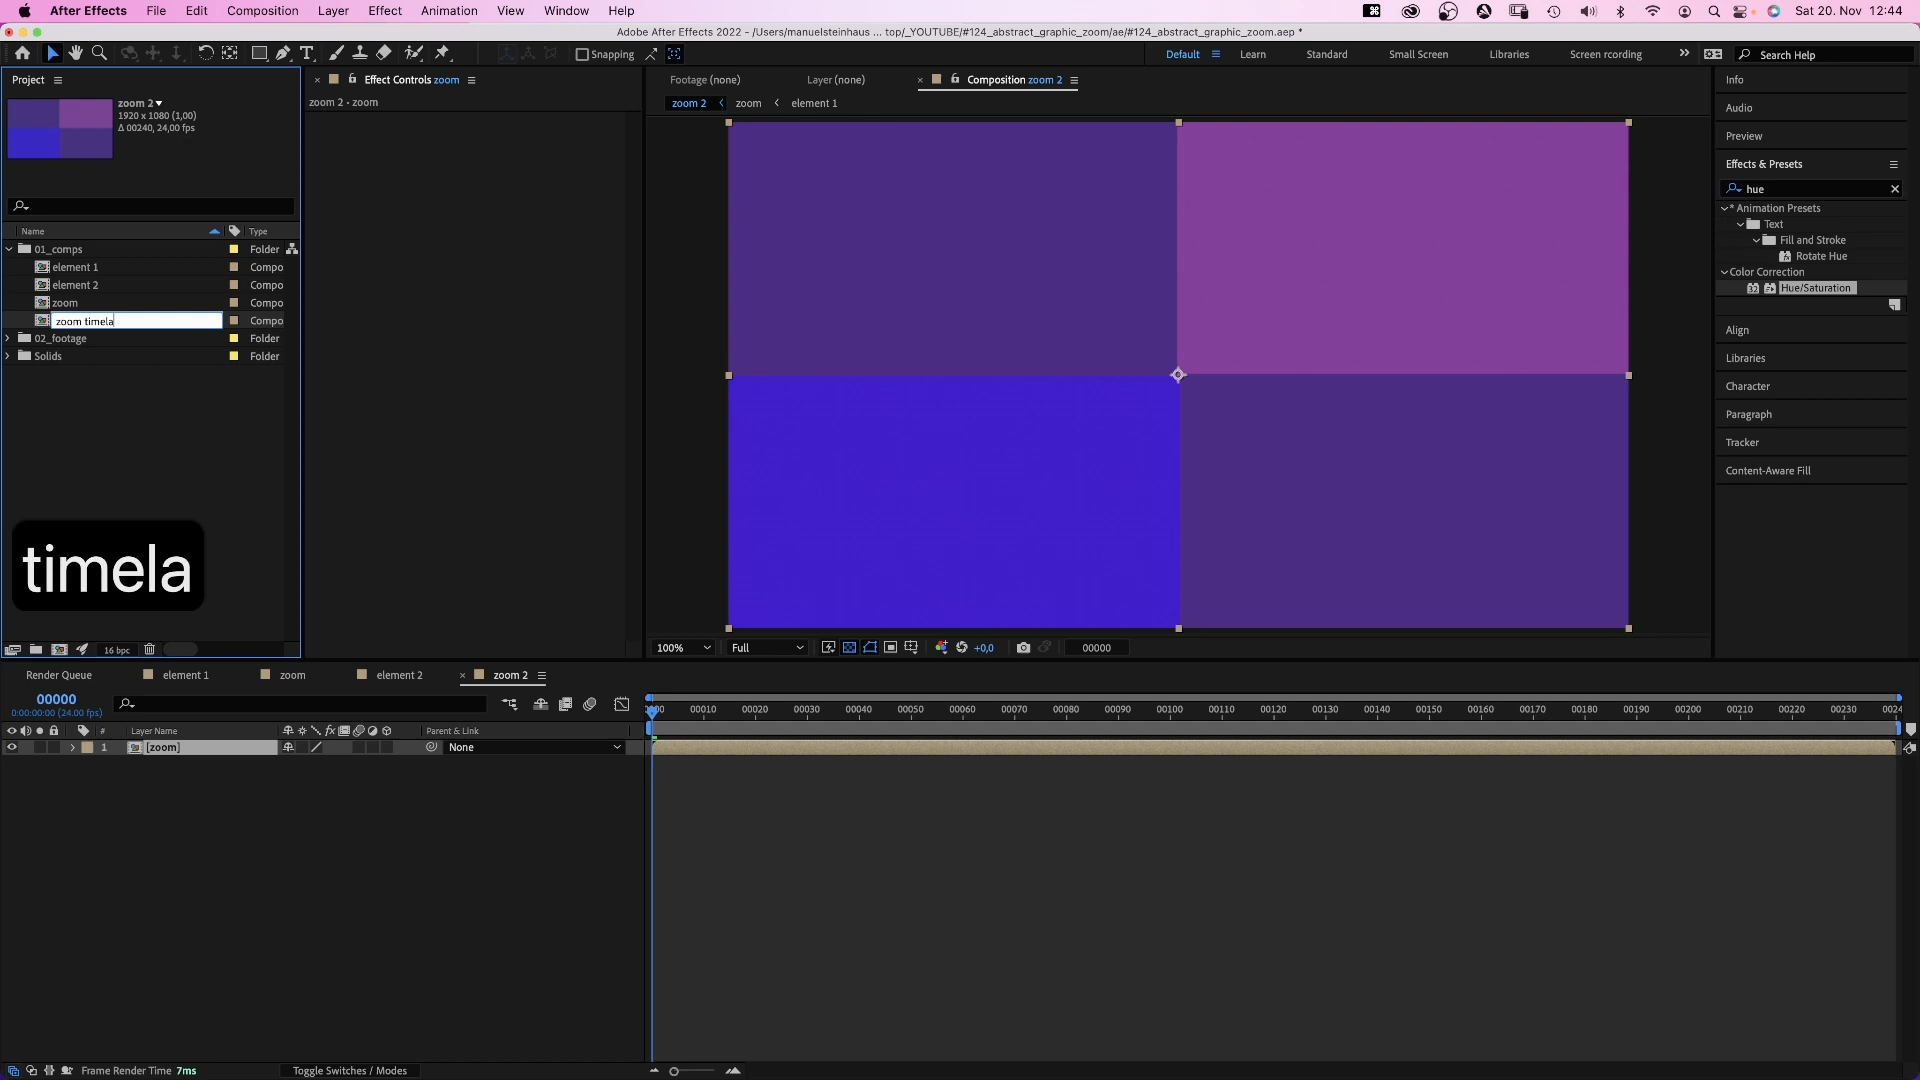 After Effects File Edit Composition Layer Effect Animation View Window Help Sat 20. Nov 12:44
Adobe After Effects 2022 – /Users/manuelsteinhaus ... top/_YOUTUBE/#124_abstract_graphic_zoom/ae/#124_abstract_graphic_zoom.aep *
Snapping Default Learn Standard Small Screen Libraries Screen rcording Search Help
Project Effect Controls zoom Footage (none) Layer (none) Composition zoom 2 Info
zoom 2 1920 x 1080 (1,00) Δ 00240, 24,00 fps
zoom 2 • zoom
zoom 2 zoom element 1
Audio
Preview
Effects & Presets
hue
* Animation Presets
Text
Fill and Stroke
Rotate Hue
Color Correction
32 Hue/Saturation
Align
Libraries
Character
Paragraph
Tracker
Content-Aware Fill
Name Type
01_comps Folder
element 1 Compo
element 2 Compo
zoom Compo
zoom timela Compo
02_footage Folder
Solids Folder
timela
16 bpc
100% Full +0,0 00000
Render Queue element 1 zoom element 2 zoom 2
00000
0:00:00:00 (24.00 fps)
00010 00020 00030 00040 00050 00060 00070 00080 00090 00100 00110 00120 00130 00140 00150 00160 00170 00180 00190 00200 00210 00220 00230
# Layer Name Parent & Link
1 [zoom] None
Frame Render Time 7ms Toggle Switches / Modes